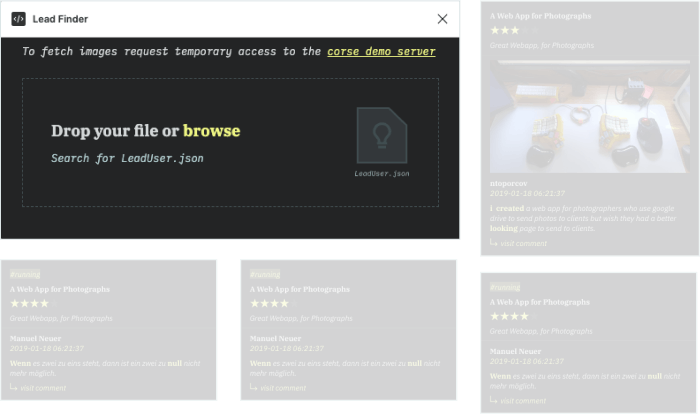 Lead Finder
To fetch images request temporary access to the corse demo server
Drop your file or browse
Search for LeadUser.json
LeadUser.json
#running
A Web App for Photographs
Great Webapp, for Photographs
Manuel Neuer
2019-01-18 06:21:37
Wenn es zwei zu eins steht, dann ist ein zwei zu null nicht
mehr möglich.
visit comment
#running
A Web App for Photographs
Great Webapp, for Photographs
Manuel Neuer
2019-01-18 06:21:37
Wenn es zwei zu eins steht, dann ist ein zwei zu null nicht
mehr möglich.
visit comment
A Web App for Photographs
Great Webapp, for Photographs
ntoporcov
2019-01-18 06:21:37
i created a web app for photographers who use google
drive to send photos to clients but wish they had a better
looking page to send to clients.
visit comment
#running
A Web App for Photographs
Great Webapp, for Photographs
Manuel Neuer
2019-01-18 06:21:37
Wenn es zwei zu eins steht, dann ist ein zwei zu null nicht
mehr möglich.
visit comment